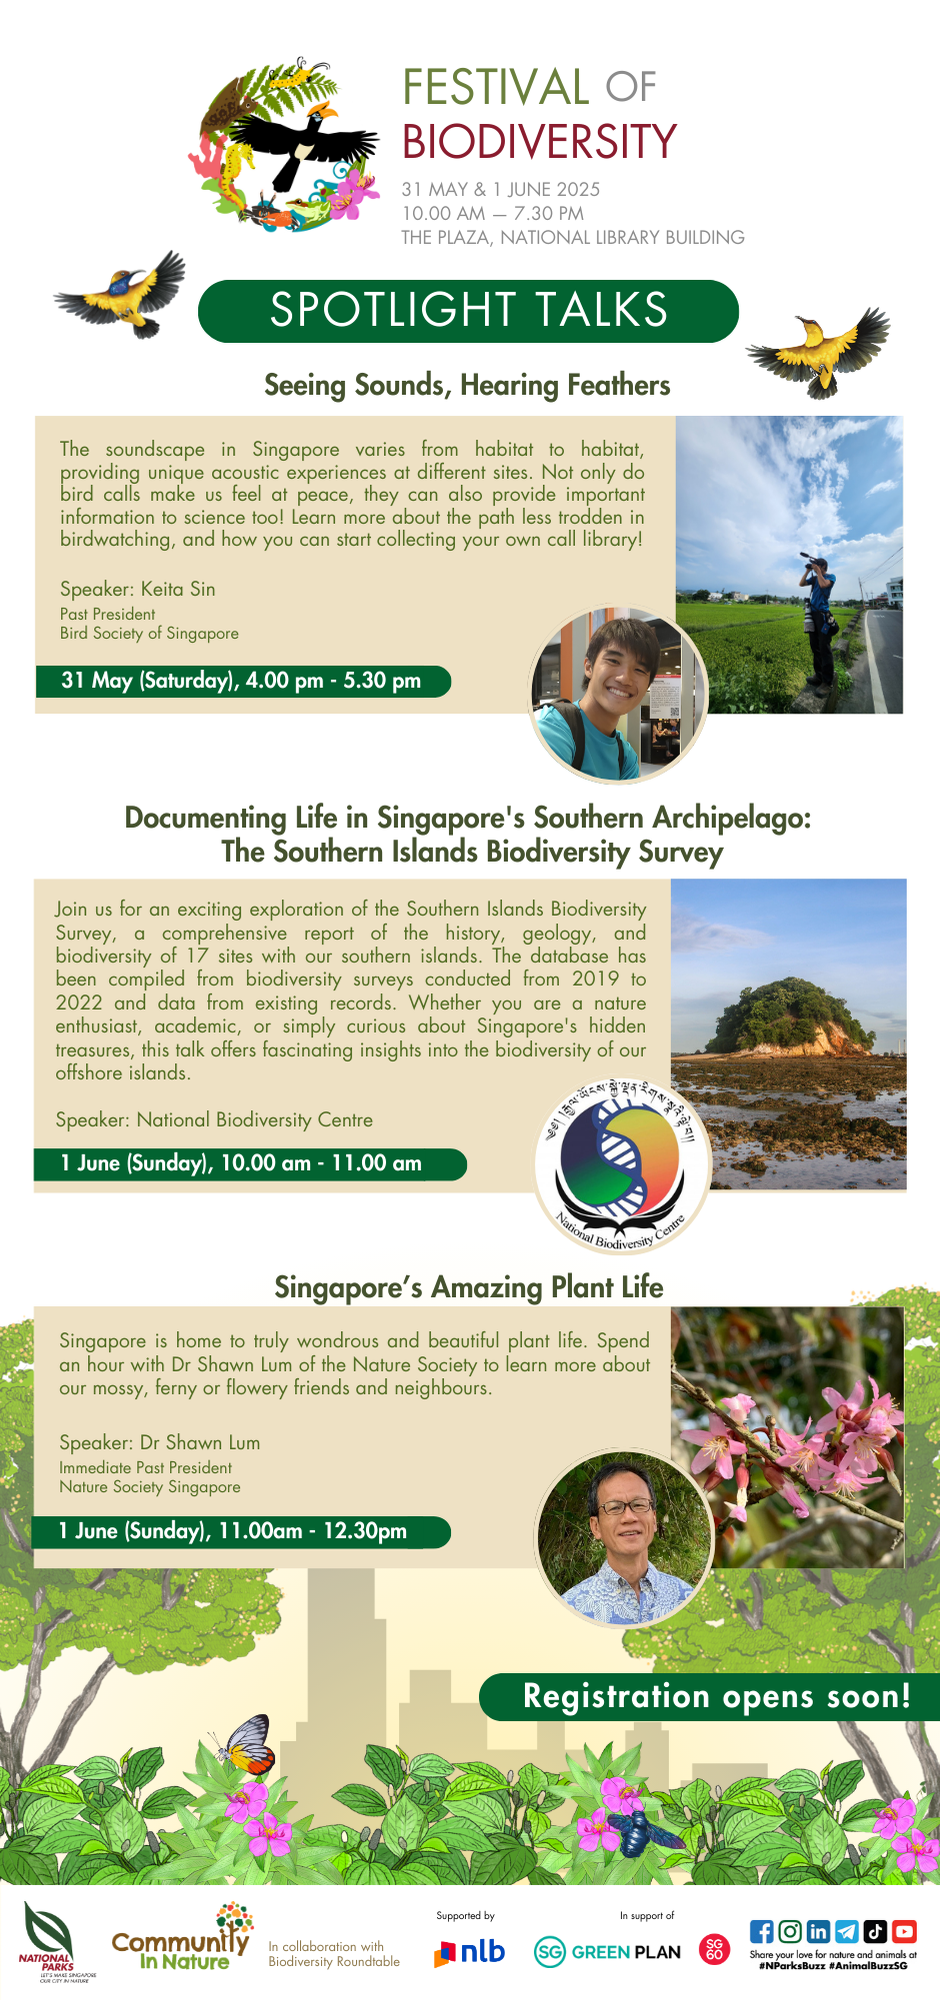 FESTIVAL OF
BIODIVERSITY
31 MAY & 1 JUNE 2025
10.00 AM — 7.30 PM
THE PLAZA, NATIONAL LIBRARY BUILDING
SPOTLIGHT TALKS
Seeing Sounds, Hearing Feathers
The soundscape in Singapore varies from habitat to habitat,
providing unique acoustic experiences at different sites. Not only do
bird calls make us feel at peace, they can also provide important
information to science too! Learn more about the path less trodden in
birdwatching, and how you can start collecting your own call library!
Speaker: Keita Sin
Past President
Bird Society of Singapore
31 May (Saturday), 4.00 pm - 5.30 pm
Documenting Life in Singapore's Southern Archipelago:
The Southern Islands Biodiversity Survey
Join us for an exciting exploration of the Southern Islands Biodiversity
Survey, a comprehensive report of the history, geology, and
biodiversity of 17 sites with our southern islands. The database has
been compiled from biodiversity surveys conducted from 2019 to
2022 and data from existing records. Whether you are a nature
enthusiast, academic, or simply curious about Singapore's hidden
treasures, this talk offers fascinating insights into the biodiversity of our
offshore islands.
Speaker: National Biodiversity Centre
1 June (Sunday), 10.00 am - 11.00 am
National Biodiversity Centre
Singapore’s Amazing Plant Life
Singapore is home to truly wondrous and beautiful plant life. Spend
an hour with Dr Shawn Lum of the Nature Society to learn more about
our mossy, ferny or flowery friends and neighbours.
Speaker: Dr Shawn Lum
Immediate Past President
Nature Society Singapore
1 June (Sunday), 11.00am - 12.30pm
Registration opens soon!
NATIONAL
PARKS
LET'S MAKE SINGAPORE
OUR CITY IN NATURE
Community
In Nature
In collaboration with
Biodiversity Roundtable
Supported by
nlb
In support of
SG GREEN PLAN
SG
60
Share your love for nature and animals at
#NParksBuzz #AnimalBuzzSG